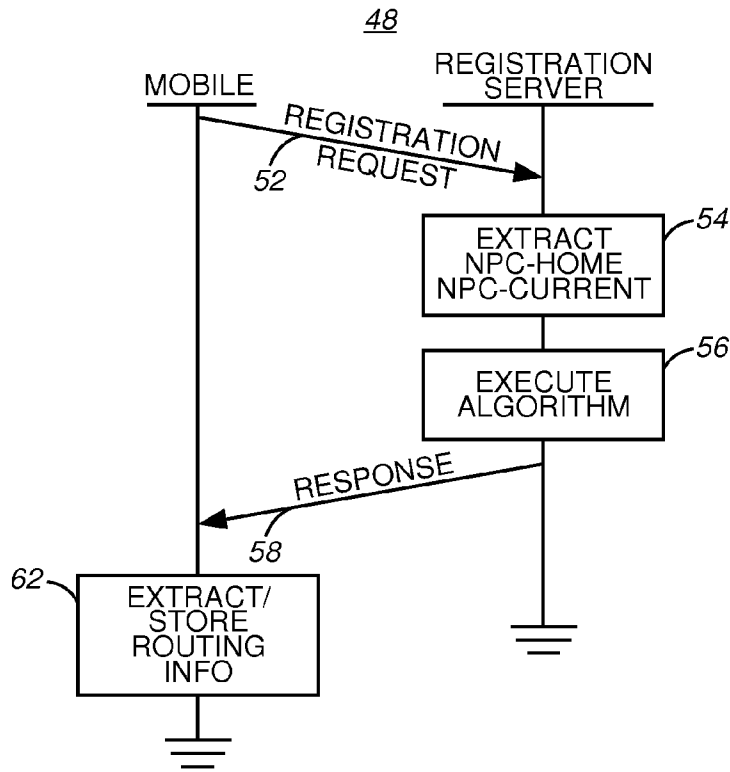 48
MOBILE
REGISTRATION
SERVER
REGISTRATION
REQUEST
52
EXTRACT
NPC-HOME
NPC-CURRENT
54
EXECUTE
ALGORITHM
56
RESPONSE
58
62
EXTRACT/
STORE
ROUTING
INFO